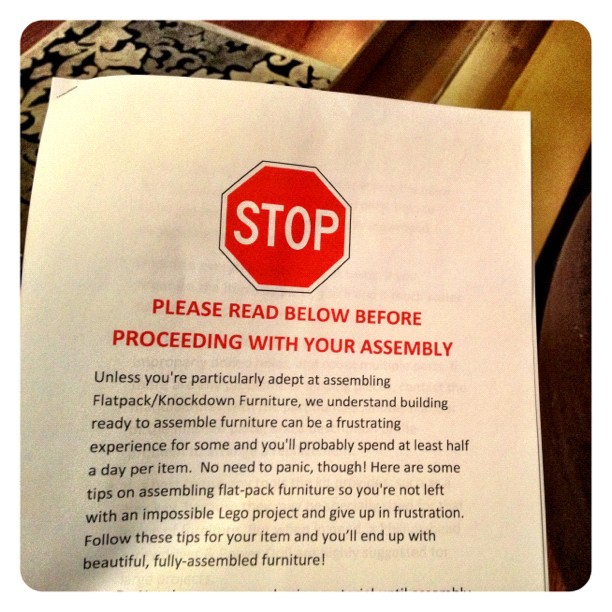 STOP
PLEASE READ BELOW BEFORE
PROCEEDING WITH YOUR ASSEMBLY
Unless you're particularly adept at assembling
Flatpack/Knockdown Furniture, we understand building
ready to assemble furniture can be a frustrating
experience for some and you'll probably spend at least half
a day per item. No need to panic, though! Here are some
tips on assembling flat-pack furniture so you're not left
with an impossible Lego project and give up in frustration.
Follow these tips for your item and you'll end up with
beautiful, fully-assembled furniture!